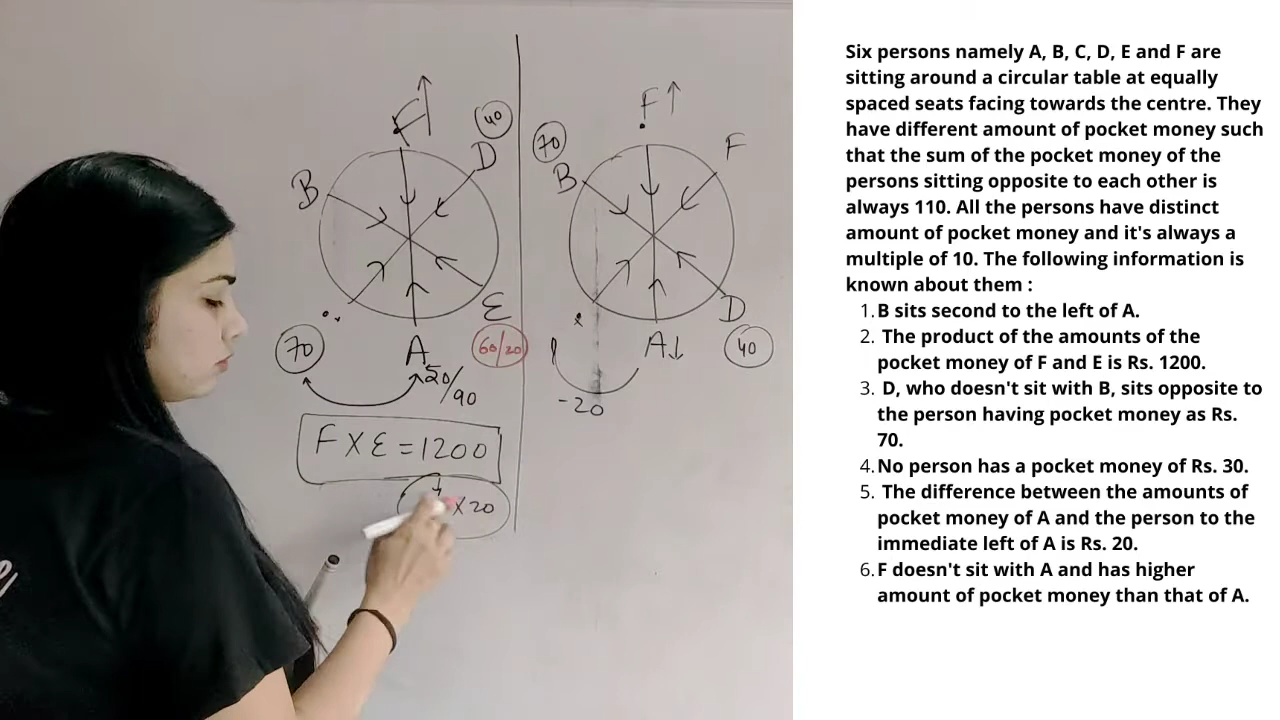 F
40
D
B
E
70
A
60/20
50/
90
F X E = 1200
X 20
F
70
B
F
D
A
40
-20
Six persons namely A, B, C, D, E and F are
sitting around a circular table at equally
spaced seats facing towards the centre. They
have different amount of pocket money such
that the sum of the pocket money of the
persons sitting opposite to each other is
always 110. All the persons have distinct
amount of pocket money and it's always a
multiple of 10. The following information is
known about them :
1. B sits second to the left of A.
2. The product of the amounts of the
pocket money of F and E is Rs. 1200.
3. D, who doesn't sit with B, sits opposite to
the person having pocket money as Rs.
70.
4. No person has a pocket money of Rs. 30.
5. The difference between the amounts of
pocket money of A and the person to the
immediate left of A is Rs. 20.
6. F doesn't sit with A and has higher
amount of pocket money than that of A.